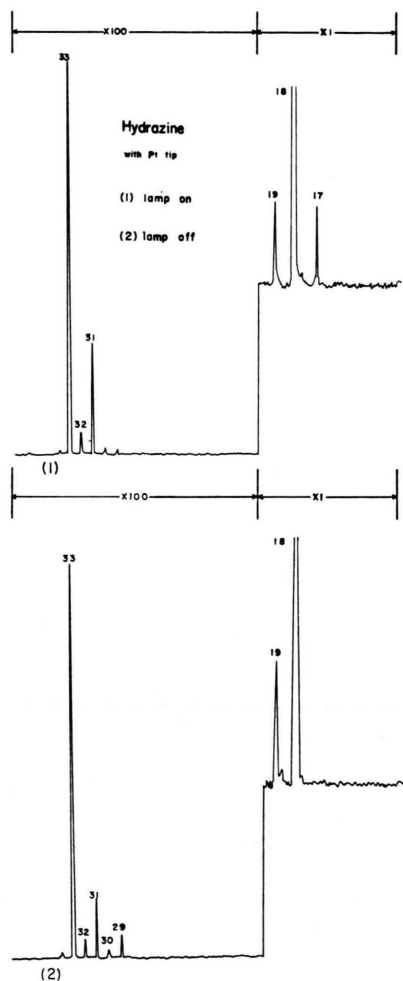 X100 X1
33
18
Hydrazine
with Pt tip
(1) lamp on
(2) lamp off
19 17
31
32
(1)
X100 X1
18
33
19
31
32 30 29
(2)